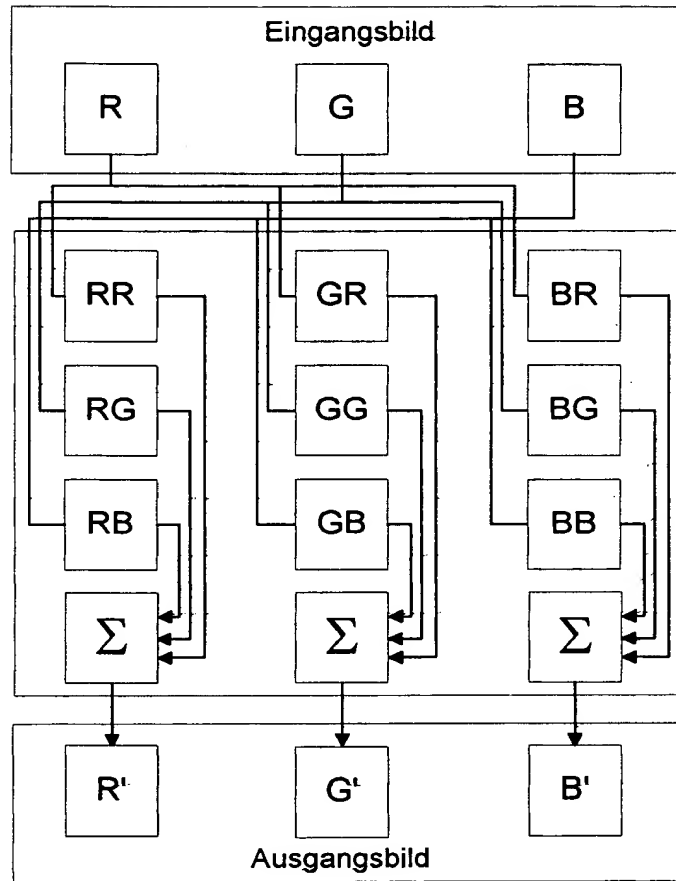 Eingangsbild
R G B
RR GR BR
RG GG BG
RB GB BB
Σ Σ Σ
R' G' B'
Ausgangsbild